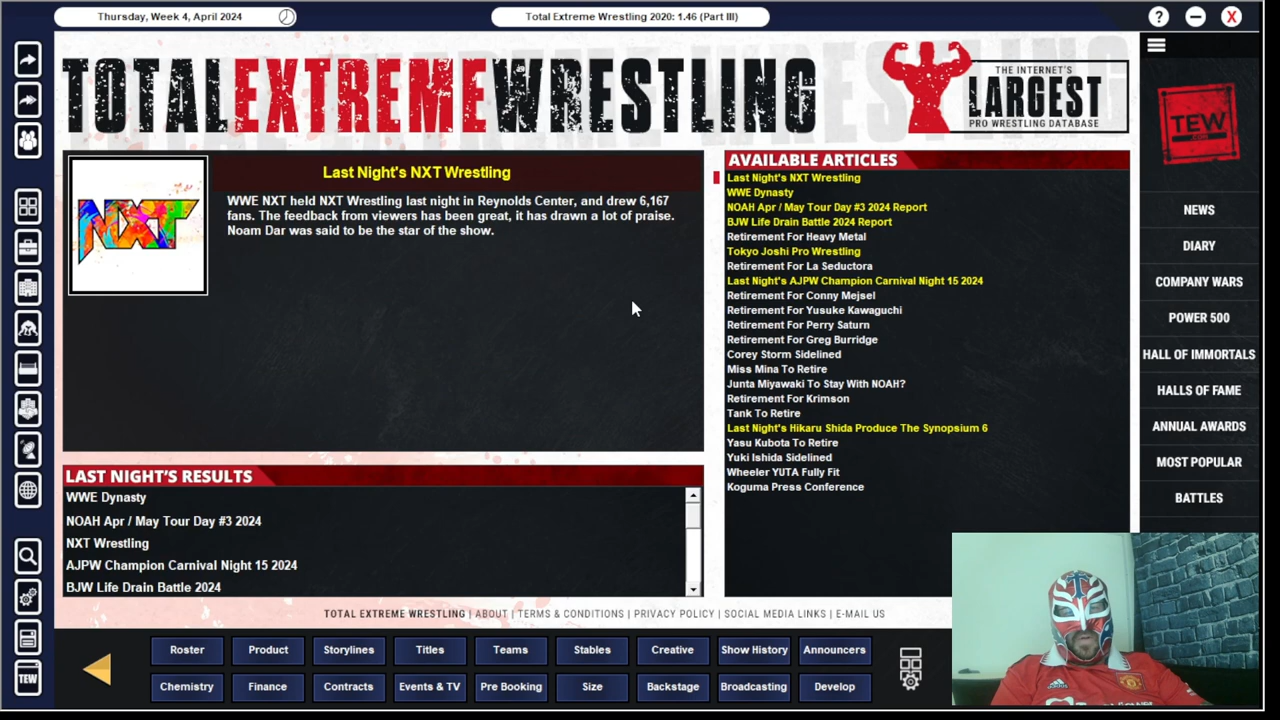 Thursday, Week 4, April 2024
Total Extreme Wrestling 2020: 1.46 (Part III)
?
X
TOTALEXTREMEWRESTLING
THE INTERNET'S
LARGEST
PRO WRESTLING DATABASE
TEW
NXT
Last Night's NXT Wrestling
WWE NXT held NXT Wrestling last night in Reynolds Center, and drew 6,167
fans. The feedback from viewers has been great, it has drawn a lot of praise.
Noam Dar was said to be the star of the show.
AVAILABLE ARTICLES
Last Night's NXT Wrestling
WWE Dynasty
NOAH Apr / May Tour Day #3 2024 Report
BJW Life Drain Battle 2024 Report
Retirement For Heavy Metal
Tokyo Joshi Pro Wrestling
Retirement For La Seductora
Last Night's AJPW Champion Carnival Night 15 2024
Retirement For Conny Mejsel
Retirement For Yusuke Kawaguchi
Retirement For Perry Saturn
Retirement For Greg Burridge
Corey Storm Sidelined
Miss Mina To Retire
Junta Miyawaki To Stay With NOAH?
Retirement For Krimson
Tank To Retire
Last Night's Hikaru Shida Produce The Synopsium 6
Yasu Kubota To Retire
Yuki Ishida Sidelined
Wheeler YUTA Fully Fit
Koguma Press Conference
NEWS
DIARY
COMPANY WARS
POWER 500
HALL OF IMMORTALS
HALLS OF FAME
ANNUAL AWARDS
MOST POPULAR
BATTLES
LAST NIGHT'S RESULTS
WWE Dynasty
NOAH Apr / May Tour Day #3 2024
NXT Wrestling
AJPW Champion Carnival Night 15 2024
BJW Life Drain Battle 2024
TOTAL EXTREME WRESTLING | ABOUT | TERMS & CONDITIONS | PRIVACY POLICY | SOCIAL MEDIA LINKS | E-MAIL US
Roster
Product
Storylines
Titles
Teams
Stables
Creative
Show History
Announcers
Chemistry
Finance
Contracts
Events & TV
Pre Booking
Size
Backstage
Broadcasting
Develop
TEW
adidas